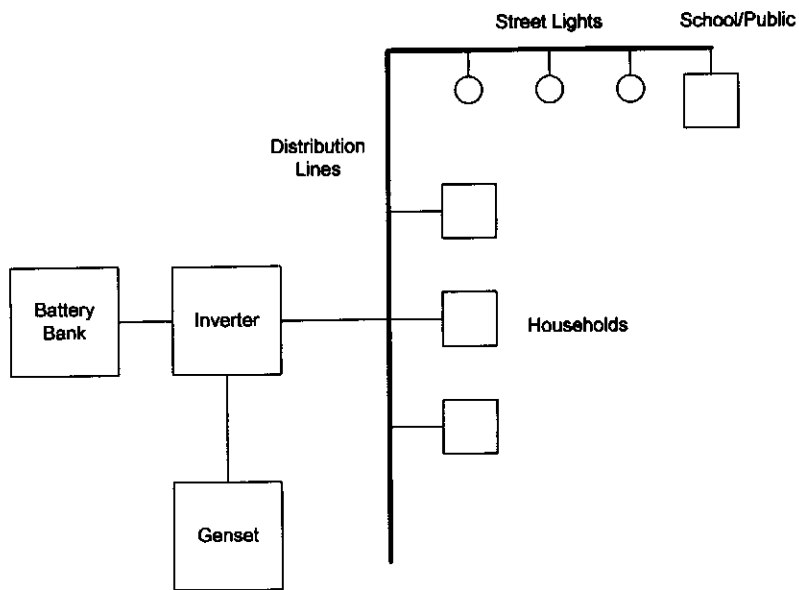 Street Lights
School/Public
Distribution
Lines
Battery
Bank
Inverter
Households
Genset